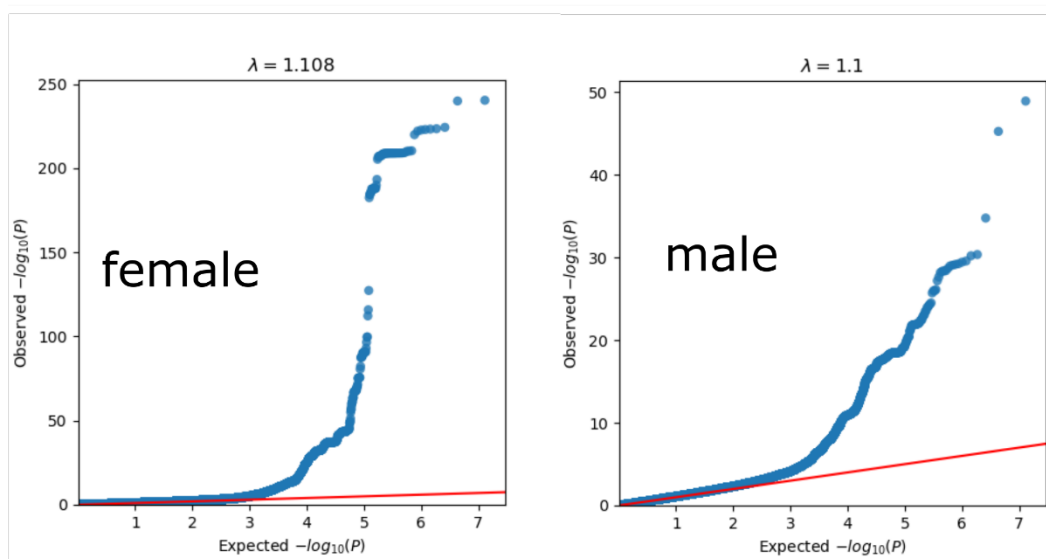 λ = 1.108
250
200
150
100
50
0
Observed −log₁₀(P)
female
1 2 3 4 5 6 7
Expected −log₁₀(P)
λ = 1.1
50
40
30
20
10
0
Observed −log₁₀(P)
male
1 2 3 4 5 6 7
Expected −log₁₀(P)